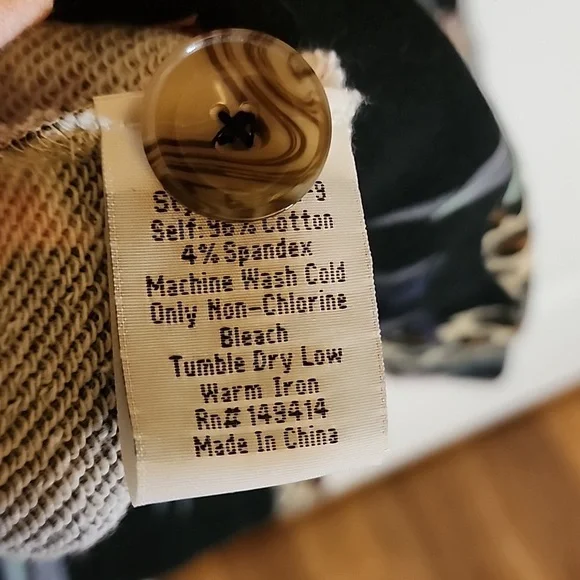 Self: 96% Cotton
4% Spandex
Machine Wash Cold
Only Non-Chlorine
Bleach
Tumble Dry Low
Warm Iron
Rn# 149414
Made In China